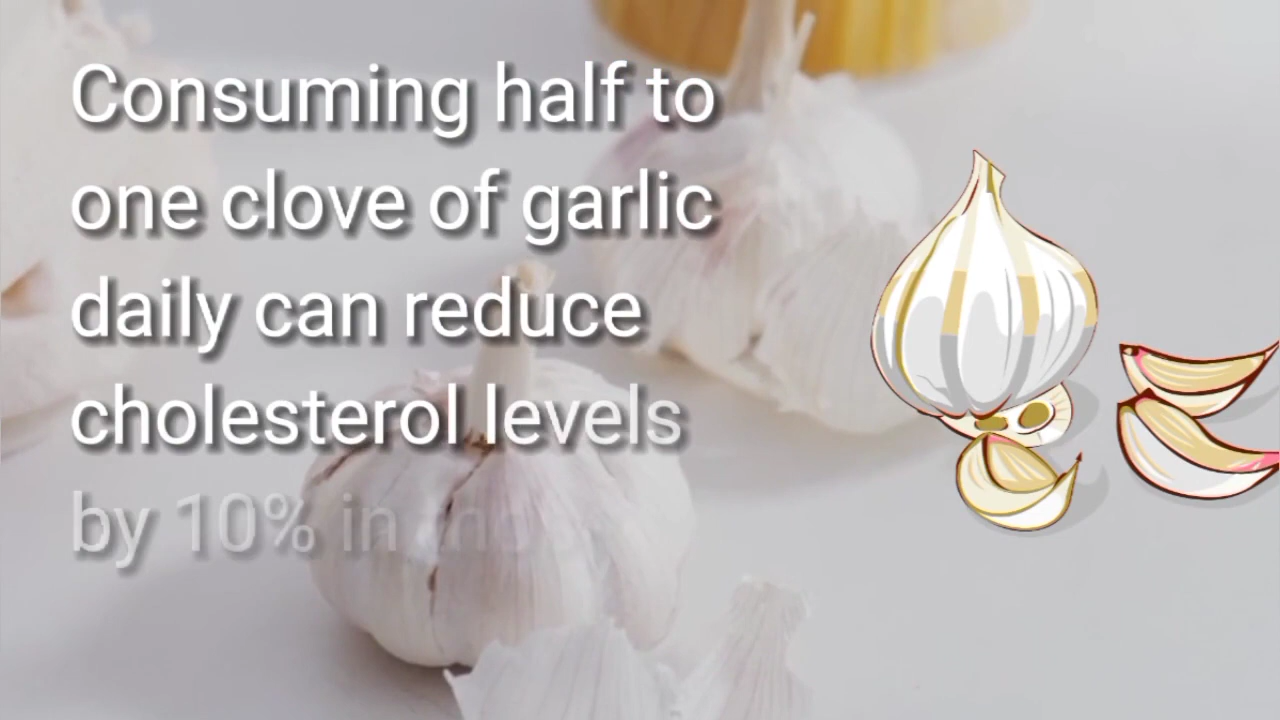 Consuming half to
one clove of garlic
daily can reduce
cholesterol levels
by 10% in